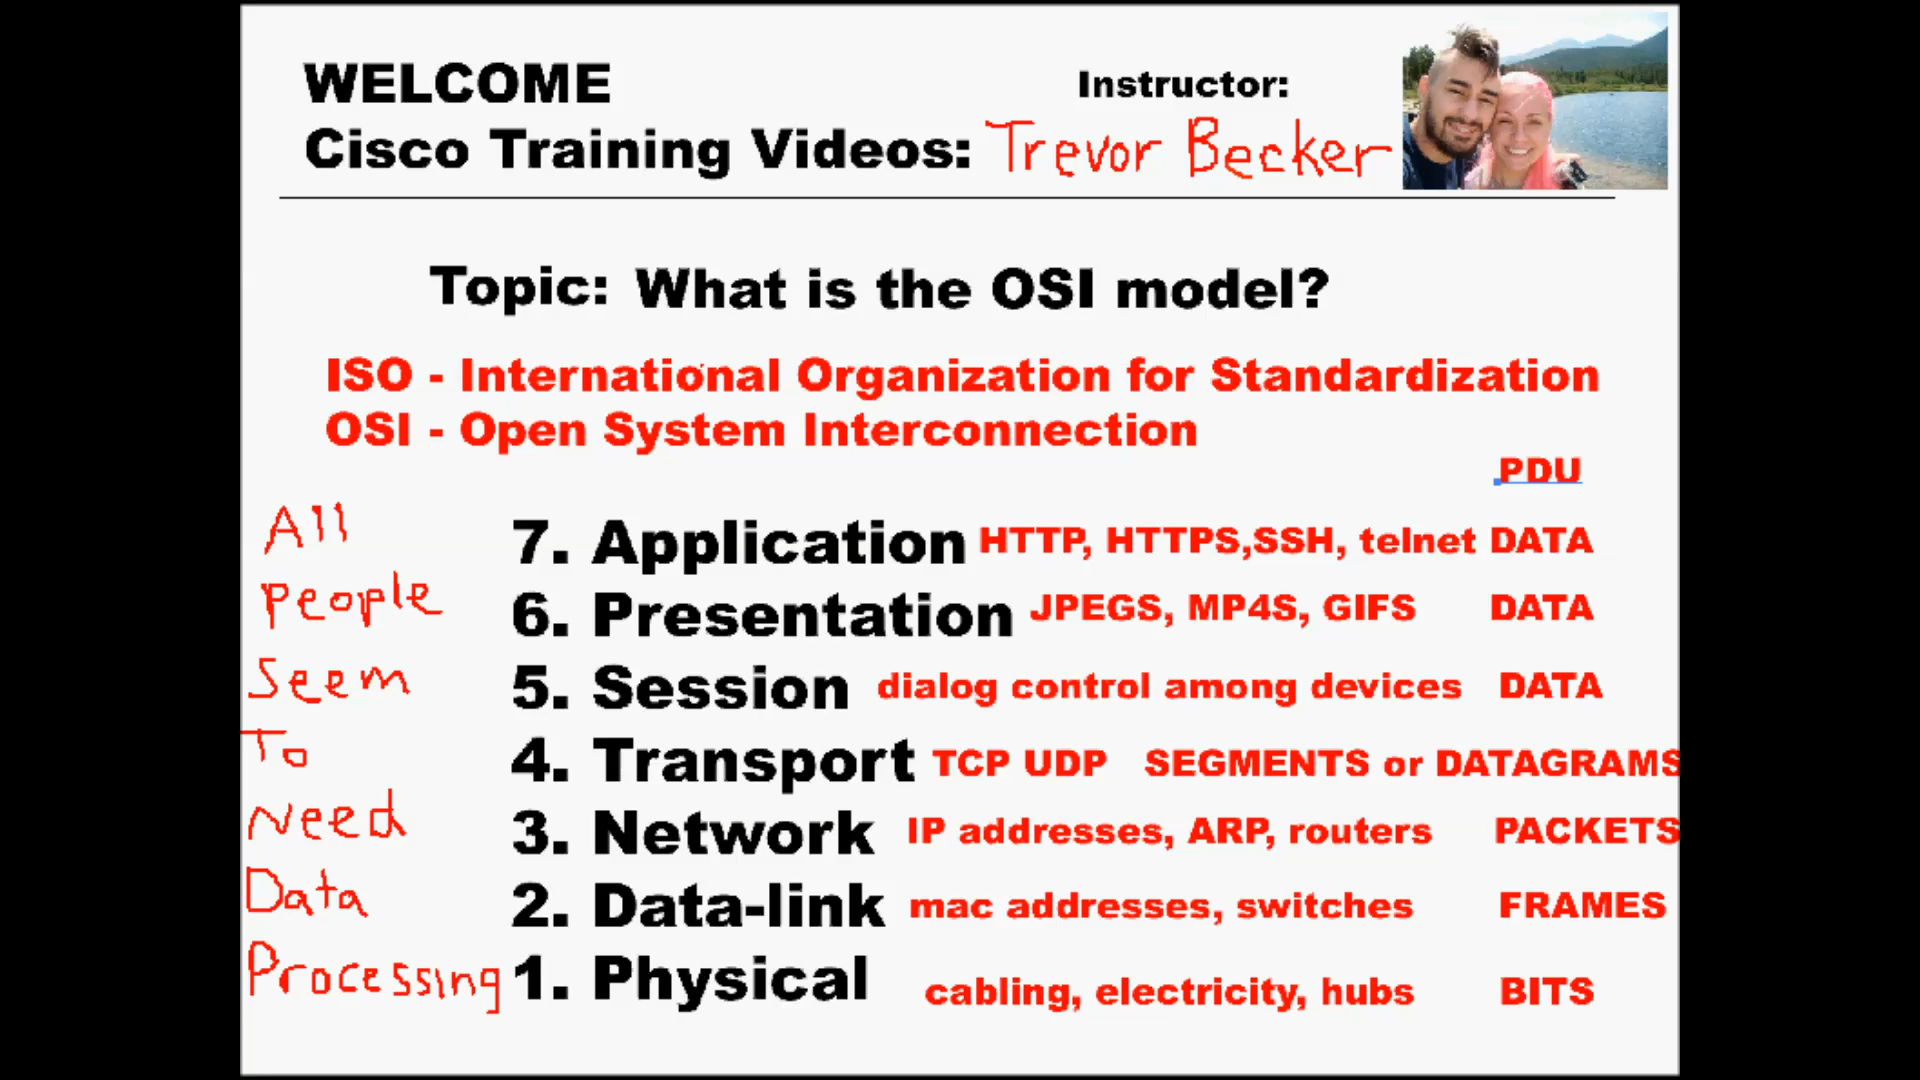 WELCOME
Instructor:
Cisco Training Videos: Trevor Becker
Topic: What is the OSI model?
ISO - International Organization for Standardization
OSI - Open System Interconnection
PDU
All 7. Application HTTP, HTTPS,SSH, telnet DATA
People 6. Presentation JPEGS, MP4S, GIFS DATA
Seem 5. Session dialog control among devices DATA
To 4. Transport TCP UDP SEGMENTS or DATAGRAMS
Need 3. Network IP addresses, ARP, routers PACKETS
Data 2. Data-link mac addresses, switches FRAMES
Processing 1. Physical cabling, electricity, hubs BITS